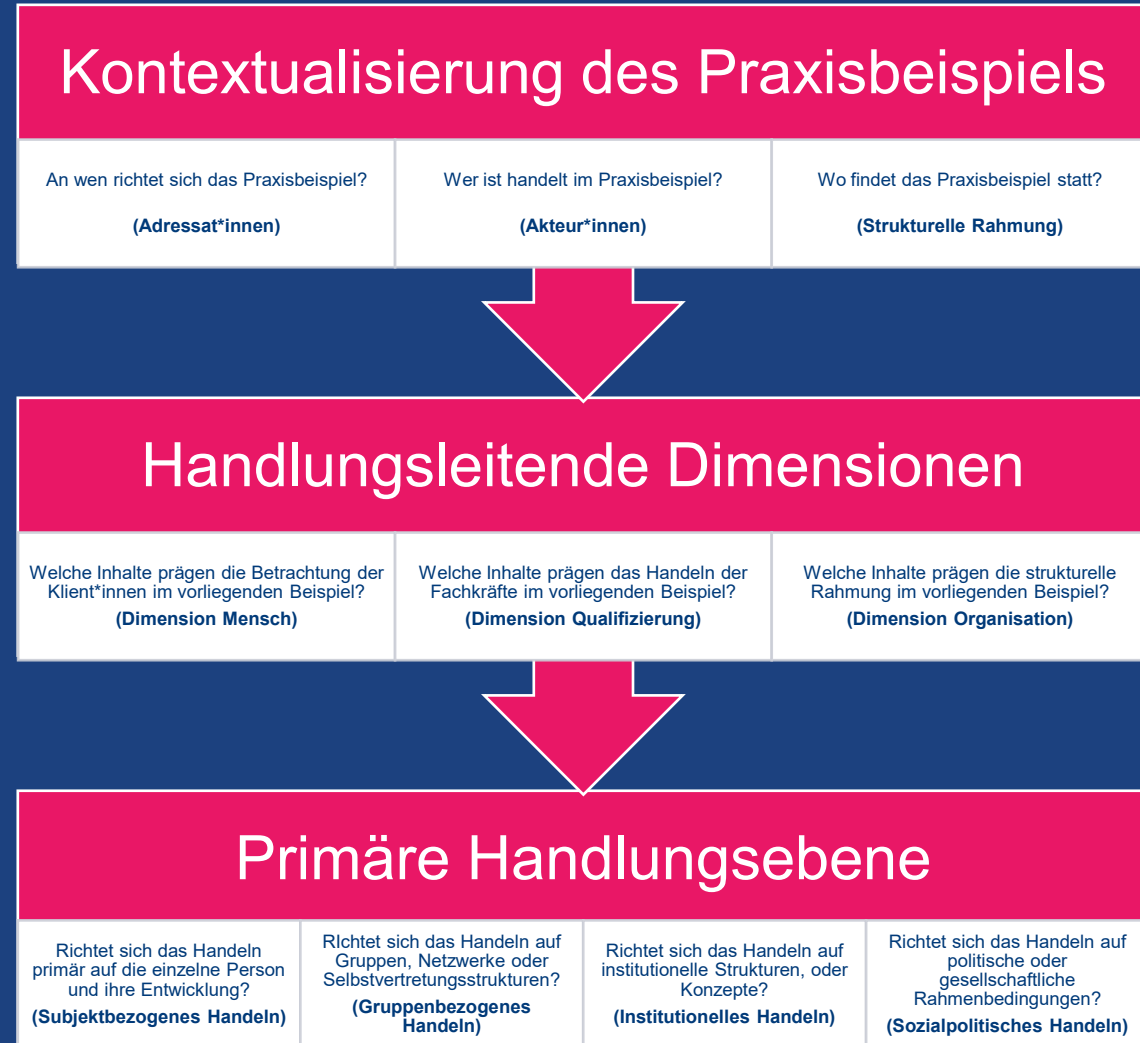 Kontextualisierung des Praxisbeispiels
An wen richtet sich das Praxisbeispiel?
(Adressat*innen)
Wer ist handelt im Praxisbeispiel?
(Akteur*innen)
Wo findet das Praxisbeispiel statt?
(Strukturelle Rahmung)
Handlungsleitende Dimensionen
Welche Inhalte prägen die Betrachtung der
Klient*innen im vorliegenden Beispiel?
(Dimension Mensch)
Welche Inhalte prägen das Handeln der
Fachkräfte im vorliegenden Beispiel?
(Dimension Qualifizierung)
Welche Inhalte prägen die strukturelle
Rahmung im vorliegenden Beispiel?
(Dimension Organisation)
Primäre Handlungsebene
Richtet sich das Handeln
primär auf die einzelne Person
und ihre Entwicklung?
(Subjektbezogenes Handeln)
RIchtet sich das Handeln auf
Gruppen, Netzwerke oder
Selbstvertretungsstrukturen?
(Gruppenbezogenes
Handeln)
Richtet sich das Handeln auf
institutionelle Strukturen, oder
Konzepte?
(Institutionelles Handeln)
Richtet sich das Handeln auf
politische oder
gesellschaftliche
Rahmenbedingungen?
(Sozialpolitisches Handeln)